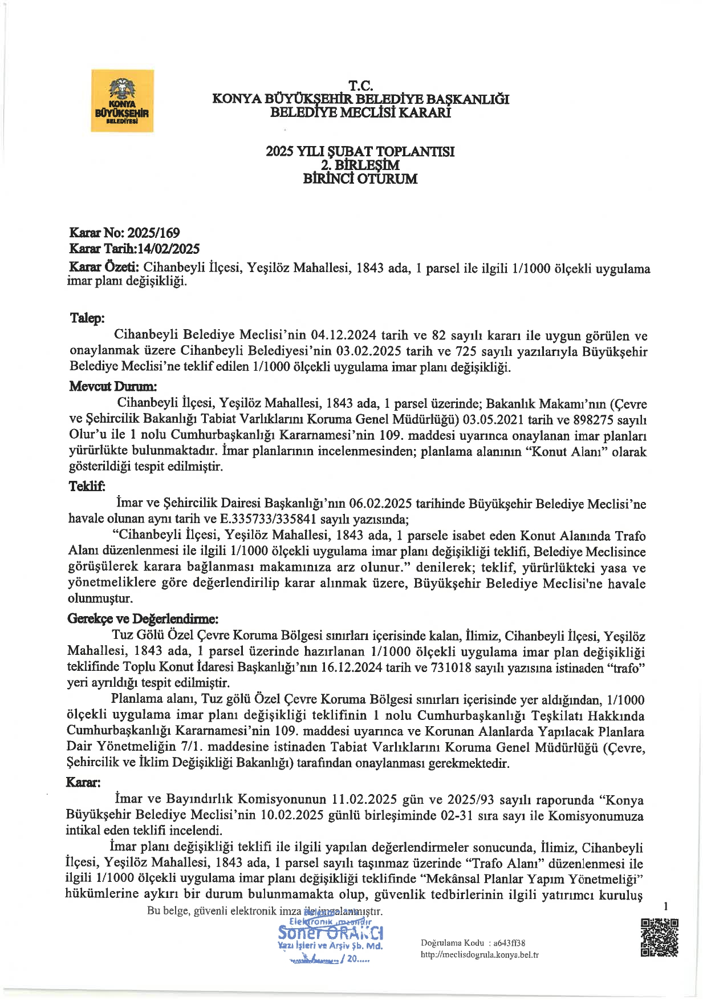 KONYA
BÜYÜKŞEHİR
BELEDİYESİ
T.C.
KONYA BÜYÜKŞEHİR BELEDİYE BAŞKANLIĞI
BELEDİYE MECLİSİ KARARI
2025 YILI ŞUBAT TOPLANTISI
2. BİRLEŞİM
BİRİNCİ OTURUM
Karar No: 2025/169
Karar Tarih:14/02/2025
Karar Özeti: Cihanbeyli İlçesi, Yeşilöz Mahallesi, 1843 ada, 1 parsel ile ilgili 1/1000 ölçekli uygulama
imar planı değişikliği.
Talep:
Cihanbeyli Belediye Meclisi’nin 04.12.2024 tarih ve 82 sayılı kararı ile uygun görülen ve
onaylanmak üzere Cihanbeyli Belediyesi’nin 03.02.2025 tarih ve 725 sayılı yazılarıyla Büyükşehir
Belediye Meclisi’ne teklif edilen 1/1000 ölçekli uygulama imar planı değişikliği.
Mevcut Durum:
Cihanbeyli İlçesi, Yeşilöz Mahallesi, 1843 ada, 1 parsel üzerinde; Bakanlık Makamı’nın (Çevre
ve Şehircilik Bakanlığı Tabiat Varlıklarını Koruma Genel Müdürlüğü) 03.05.2021 tarih ve 898275 sayılı
Olur’u ile 1 nolu Cumhurbaşkanlığı Kararnamesi’nin 109. maddesi uyarınca onaylanan imar planları
yürürlükte bulunmaktadır. İmar planlarının incelenmesinden; planlama alanının “Konut Alanı” olarak
gösterildiği tespit edilmiştir.
Teklif:
İmar ve Şehircilik Dairesi Başkanlığı’nın 06.02.2025 tarihinde Büyükşehir Belediye Meclisi’ne
havale olunan aynı tarih ve E.335733/335841 sayılı yazısında;
“Cihanbeyli İlçesi, Yeşilöz Mahallesi, 1843 ada, 1 parsele isabet eden Konut Alanında Trafo
Alanı düzenlenmesi ile ilgili 1/1000 ölçekli uygulama imar planı değişikliği teklifi, Belediye Meclisince
görüşülerek karara bağlanması makamınıza arz olunur.” denilerek; teklif, yürürlükteki yasa ve
yönetmeliklere göre değerlendirilip karar alınmak üzere, Büyükşehir Belediye Meclisi'ne havale
olunmuştur.
Gerekçe ve Değerlendirme:
Tuz Gölü Özel Çevre Koruma Bölgesi sınırları içerisinde kalan, İlimiz, Cihanbeyli İlçesi, Yeşilöz
Mahallesi, 1843 ada, 1 parsel üzerinde hazırlanan 1/1000 ölçekli uygulama imar plan değişikliği
teklifinde Toplu Konut İdaresi Başkanlığı’nın 16.12.2024 tarih ve 731018 sayılı yazısına istinaden “trafo”
yeri ayrıldığı tespit edilmiştir.
Planlama alanı, Tuz gölü Özel Çevre Koruma Bölgesi sınırları içerisinde yer aldığından, 1/1000
ölçekli uygulama imar planı değişikliği teklifinin 1 nolu Cumhurbaşkanlığı Teşkilatı Hakkında
Cumhurbaşkanlığı Kararnamesi’nin 109. maddesi uyarınca ve Korunan Alanlarda Yapılacak Planlara
Dair Yönetmeliğin 7/1. maddesine istinaden Tabiat Varlıklarını Koruma Genel Müdürlüğü (Çevre,
Şehircilik ve İklim Değişikliği Bakanlığı) tarafından onaylanması gerekmektedir.
Karar:
İmar ve Bayındırlık Komisyonunun 11.02.2025 gün ve 2025/93 sayılı raporunda “Konya
Büyükşehir Belediye Meclisi’nin 10.02.2025 günlü birleşiminde 02-31 sıra sayı ile Komisyonumuza
intikal eden teklifi incelendi.
İmar planı değişikliği teklifi ile ilgili yapılan değerlendirmeler sonucunda, İlimiz, Cihanbeyli
İlçesi, Yeşilöz Mahallesi, 1843 ada, 1 parsel sayılı taşınmaz üzerinde “Trafo Alanı” düzenlenmesi ile
ilgili 1/1000 ölçekli uygulama imar planı değişikliği teklifinde “Mekânsal Planlar Yapım Yönetmeliği”
hükümlerine aykırı bir durum bulunmamakta olup, güvenlik tedbirlerinin ilgili yatırımcı kuruluş
Bu belge, güvenli elektronik imza ile imzalanmıştır.
1
Elektronik
Soner ORAKCI
Yazı İşleri ve Arşiv Şb. Md.
/ 20.....
Doğrulama Kodu : a643ff38
http://meclisdogrula.konya.bel.tr